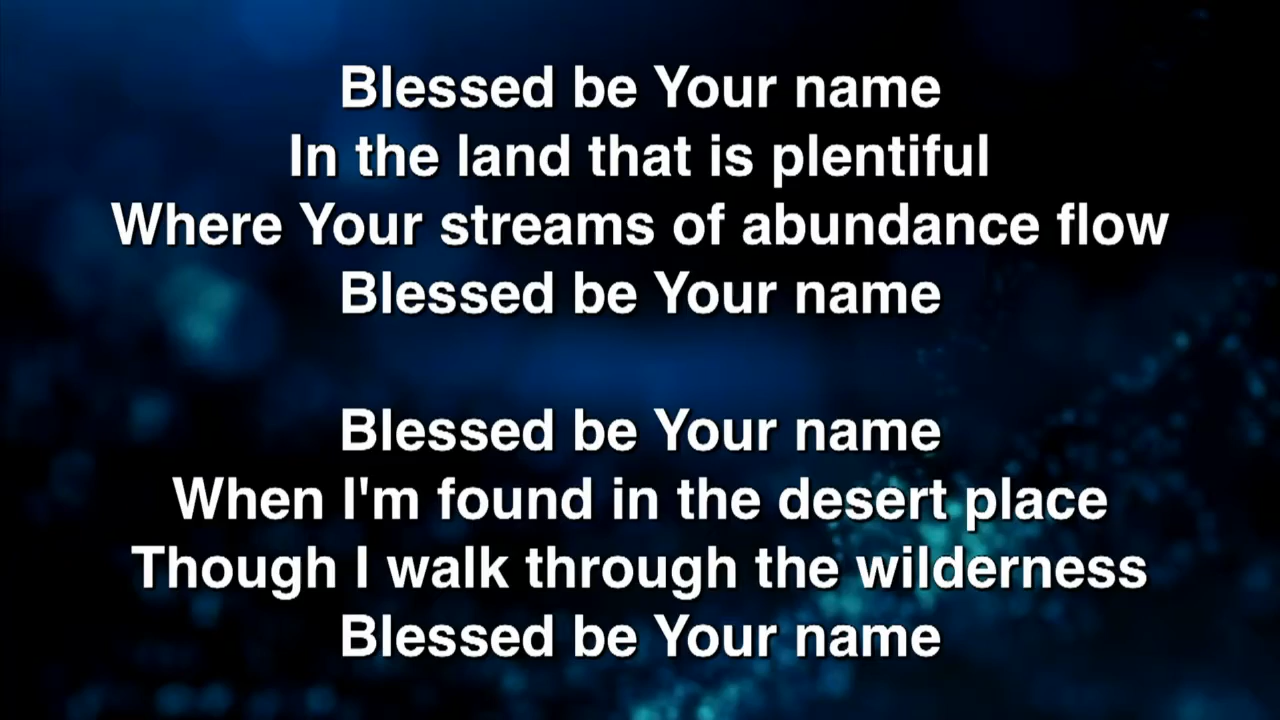 Blessed be Your name
In the land that is plentiful
Where Your streams of abundance flow
Blessed be Your name
Blessed be Your name
When I'm found in the desert place
Though I walk through the wilderness
Blessed be Your name